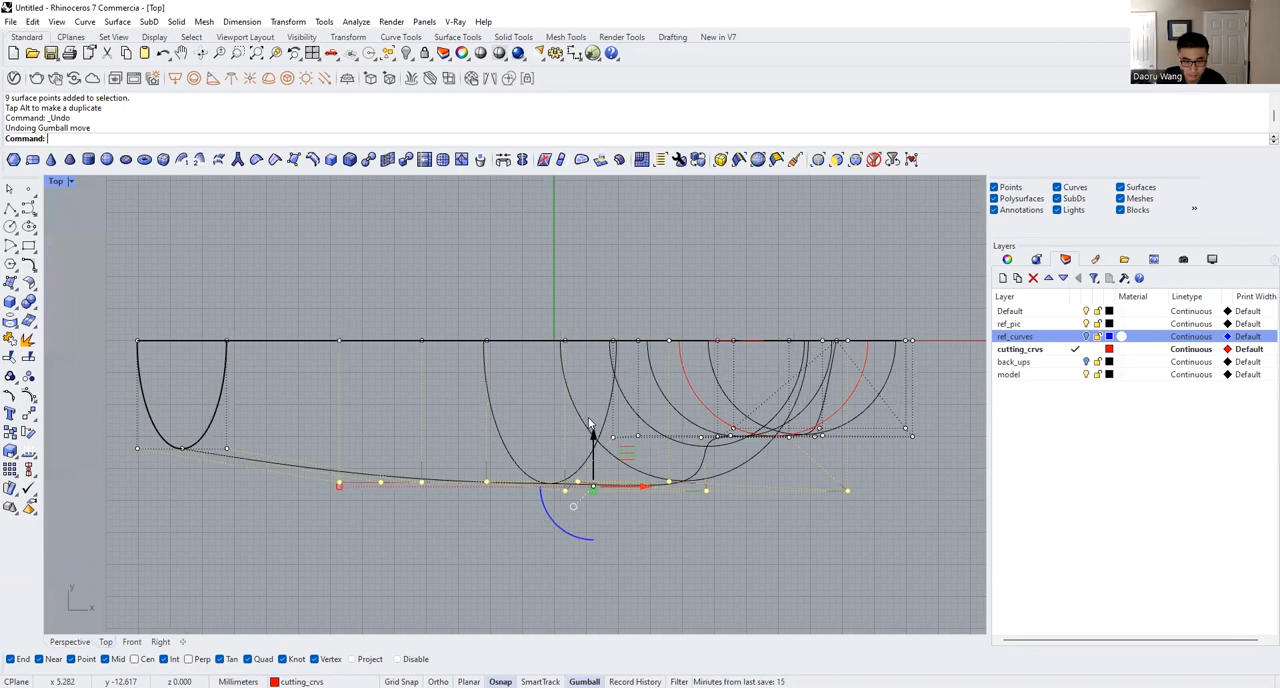 Untitled - Rhinoceros 7 Commercia - [Top]
File Edit View Curve Surface SubD Solid Mesh Dimension Transform Tools Analyze Render Panels V-Ray Help
Standard CPlanes Set View Display Select Viewport Layout Visibility Transform Curve Tools Surface Tools Solid Tools Mesh Tools Render Tools Drafting New in V7
Daoru Wang
9 surface points added to selection.
Tap Alt to make a duplicate
Command: _Undo
Undoing Gumball move
Command:
Top
Points Curves Surfaces
Polysurfaces SubDs Meshes
Annotations Lights Blocks
Layers
Layer Material Linetype Print Width
Default Continuous Default
ref_pic Continuous Default
ref_curves Continuous Default
cutting_crvs Continuous Default
back_ups Continuous Default
model Continuous Default
y
x
Perspective Top Front Right
End Near Point Mid Cen Int Perp Tan Quad Knot Vertex Project Disable
CPlane x 5.282 y -12.617 z 0.000 Millimeters cutting_crvs Grid Snap Ortho Planar Osnap SmartTrack Gumball Record History Filter Minutes from last save: 15